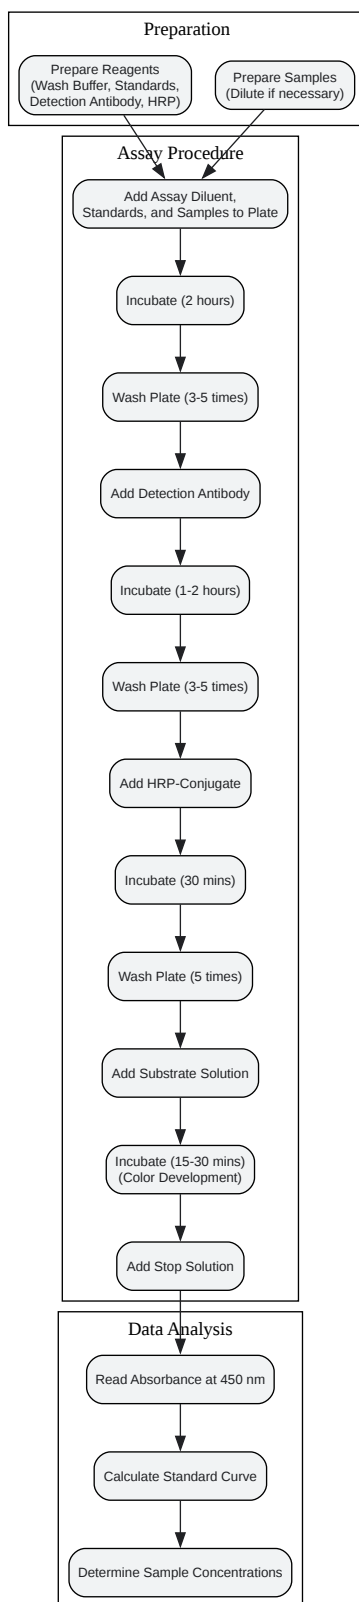 Preparation
Prepare Reagents
(Wash Buffer, Standards,
Detection Antibody, HRP)
Prepare Samples
(Dilute if necessary)
Assay Procedure
Add Assay Diluent,
Standards, and Samples to Plate
Incubate (2 hours)
Wash Plate (3-5 times)
Add Detection Antibody
Incubate (1-2 hours)
Wash Plate (3-5 times)
Add HRP-Conjugate
Incubate (30 mins)
Wash Plate (5 times)
Add Substrate Solution
Incubate (15-30 mins)
(Color Development)
Add Stop Solution
Data Analysis
Read Absorbance at 450 nm
Calculate Standard Curve
Determine Sample Concentrations